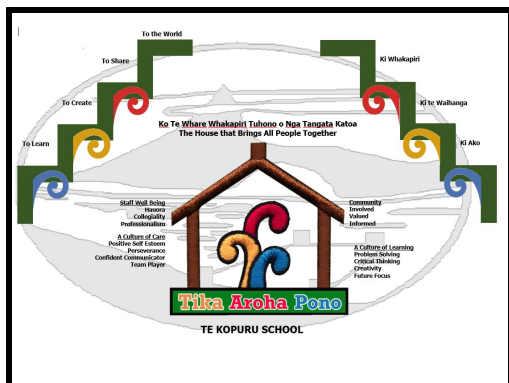 To the World
To Share
To Create
To Learn
Ki Whakapiri
Ki te Waihanga
Ki Ako
Ko Te Whare Whakapiri Tuhono o Nga Tangata Katoa
The House that Brings All People Together
Staff Well Being
Hauora
Collegiality
Professionalism
A Culture of Care
Positive Self Esteem
Perseverance
Confident Communicator
Team Player
Community
Involved
Valued
Informed
A Culture of Learning
Problem Solving
Critical Thinking
Creativity
Future Focus
Tika Aroha Pono
TE KOPURU SCHOOL